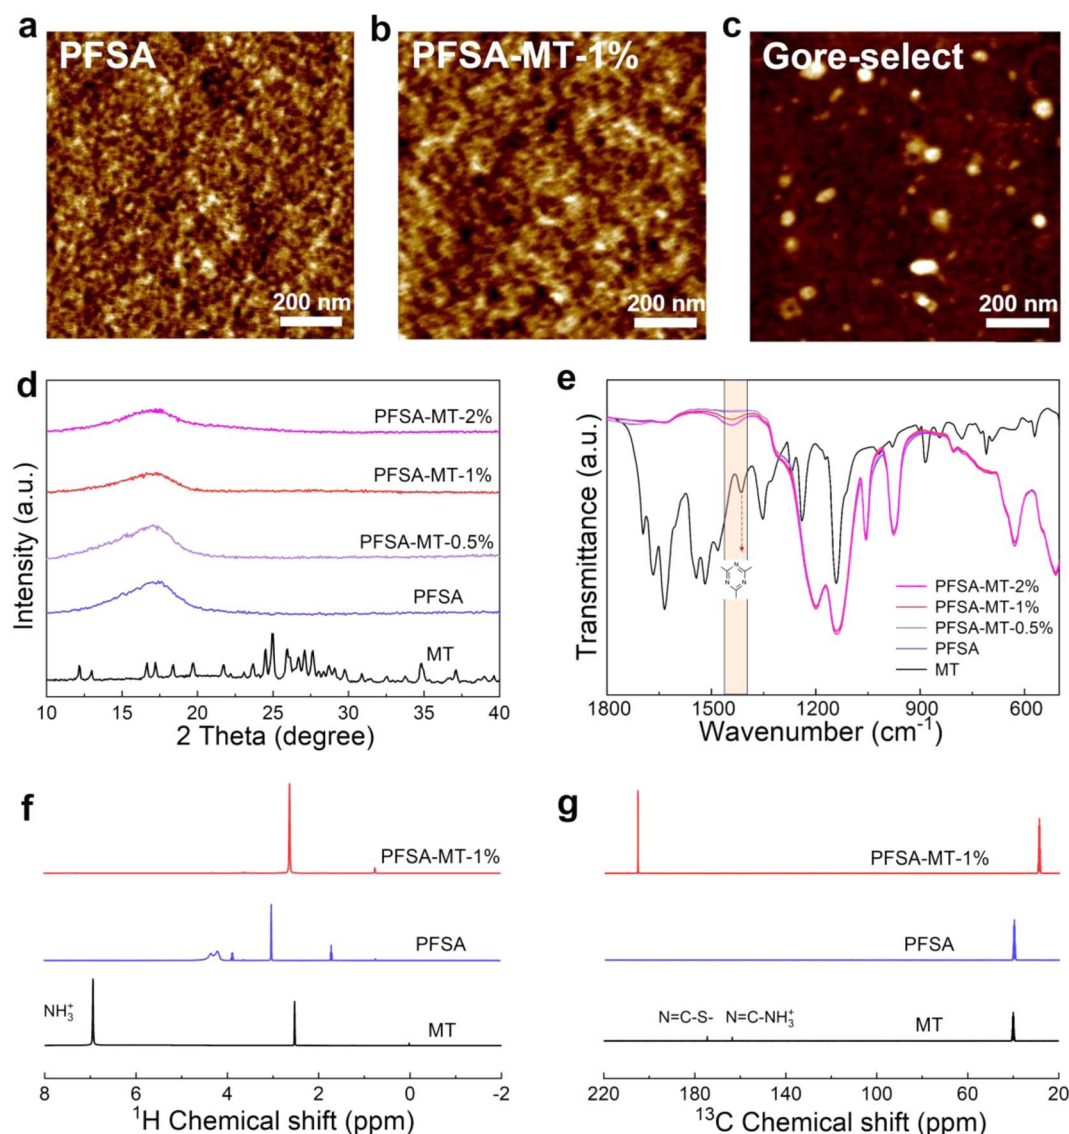 a
PFSA
200 nm
b
PFSA-MT-1%
200 nm
c
Gore-select
200 nm
d
Intensity (a.u.)
PFSA-MT-2%
PFSA-MT-1%
PFSA-MT-0.5%
PFSA
MT
10 15 20 25 30 35 40
2 Theta (degree)
e
Transmittance (a.u.)
N N
N
PFSA-MT-2%
PFSA-MT-1%
PFSA-MT-0.5%
PFSA
MT
1800 1500 1200 900 600
Wavenumber (cm⁻¹)
f
PFSA-MT-1%
PFSA
NH₃⁺
MT
8 6 4 2 0 -2
¹H Chemical shift (ppm)
g
PFSA-MT-1%
PFSA
N=C-S- N=C-NH₃⁺
MT
220 180 140 100 60 20
¹³C Chemical shift (ppm)